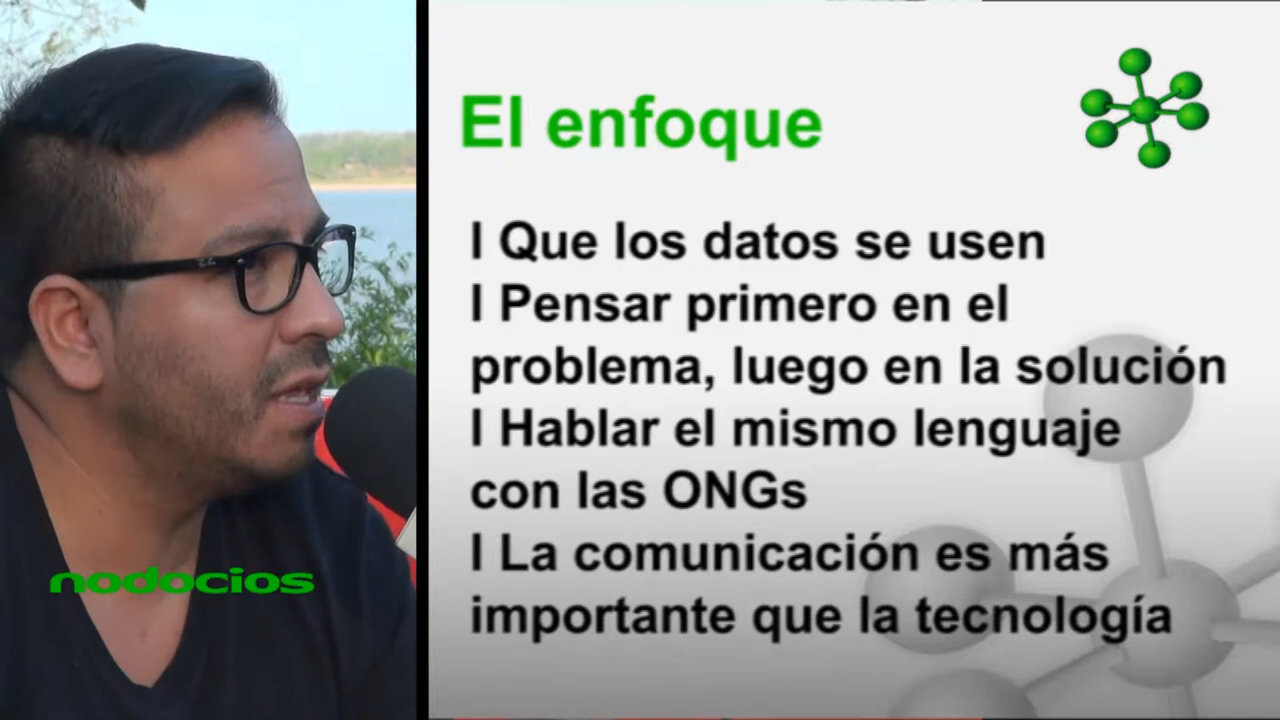 El enfoque
l Que los datos se usen
l Pensar primero en el
problema, luego en la solución
l Hablar el mismo lenguaje
con las ONGs
l La comunicación es más
importante que la tecnología
nodocios